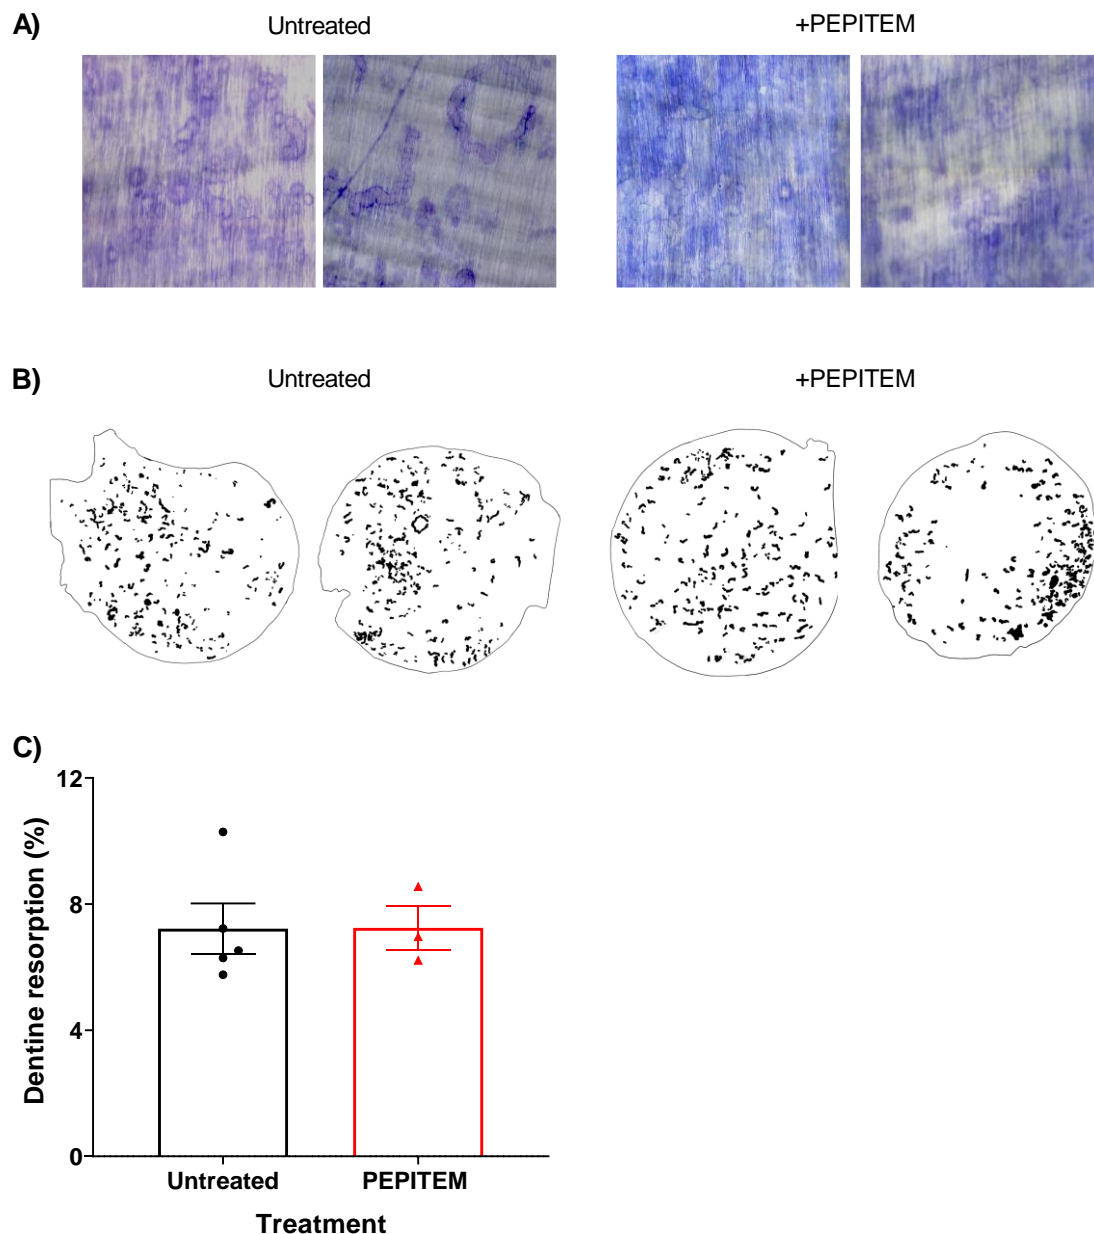 A)
Untreated
+PEPITEM
B)
Untreated
+PEPITEM
C)
12
8
4
0
Dentine resorption (%)
Untreated
PEPITEM
Treatment